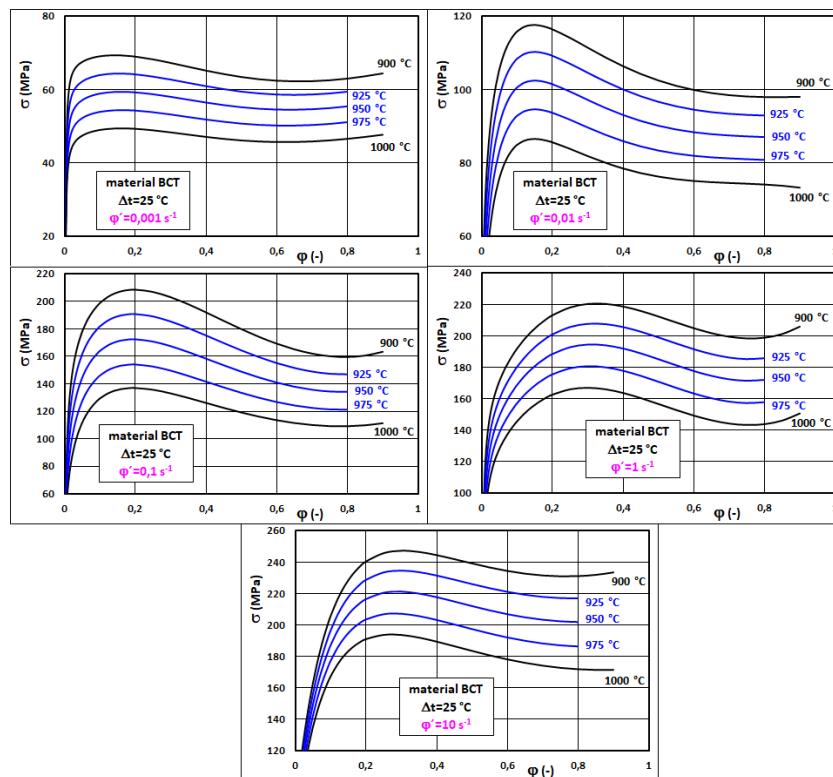 80
60
40
20
0
0,2
0,4
0,6
0,8
1
σ (MPa)
φ (-)
900 °C
925 °C
950 °C
975 °C
1000 °C
material BCT
Δt=25 °C
φ´=0,001 s⁻¹
120
100
80
60
0
0,2
0,4
0,6
0,8
1
σ (MPa)
φ (-)
900 °C
925 °C
950 °C
975 °C
1000 °C
material BCT
Δt=25 °C
φ´=0,01 s⁻¹
220
200
180
160
140
120
100
80
60
0
0,2
0,4
0,6
0,8
1
σ (MPa)
φ (-)
900 °C
925 °C
950 °C
975 °C
1000 °C
material BCT
Δt=25 °C
φ´=0,1 s⁻¹
240
220
200
180
160
140
120
100
0
0,2
0,4
0,6
0,8
1
σ (MPa)
φ (-)
900 °C
925 °C
950 °C
975 °C
1000 °C
material BCT
Δt=25 °C
φ´=1 s⁻¹
260
240
220
200
180
160
140
120
0
0,2
0,4
0,6
0,8
1
σ (MPa)
φ (-)
900 °C
925 °C
950 °C
975 °C
1000 °C
material BCT
Δt=25 °C
φ´=10 s⁻¹